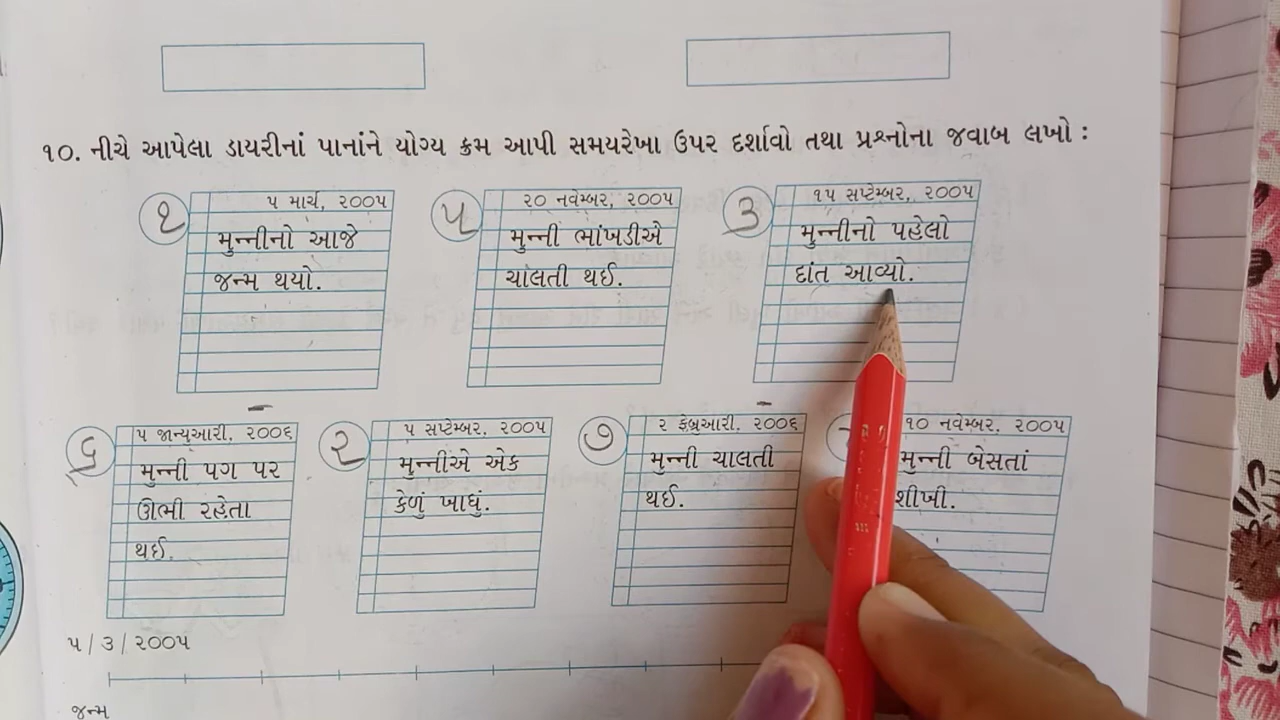 ૧૦. નીચે આપેલા ડાયરીનાં પાનાંને યોગ્ય ક્રમ આપી સમયરેખા ઉપર દર્શાવો તથા પ્રશ્નોના જવાબ લખો :
૧
૫ માર્ચ, ૨૦૦૫
મુન્નીનો આજે
જન્મ થયો.
૫
૨૦ નવેમ્બર, ૨૦૦૫
મુન્ની ભાંખડીએ
ચાલતી થઈ.
૩
૧૫ સપ્ટેમ્બર, ૨૦૦૫
મુન્નીનો પહેલો
દાંત આવ્યો.
૬
૫ જાન્યુઆરી, ૨૦૦૬
મુન્ની પગ પર
ઊભી રહેતા
થઈ.
૨
૫ સપ્ટેમ્બર, ૨૦૦૫
મુન્નીએ એક
કેળું ખાધું.
૭
૨ ફેબ્રુઆરી, ૨૦૦૬
મુન્ની ચાલતી
થઈ.
૧૦ નવેમ્બર, ૨૦૦૫
મુન્ની બેસતાં
શીખી.
૫ / ૩ / ૨૦૦૫
જન્મ